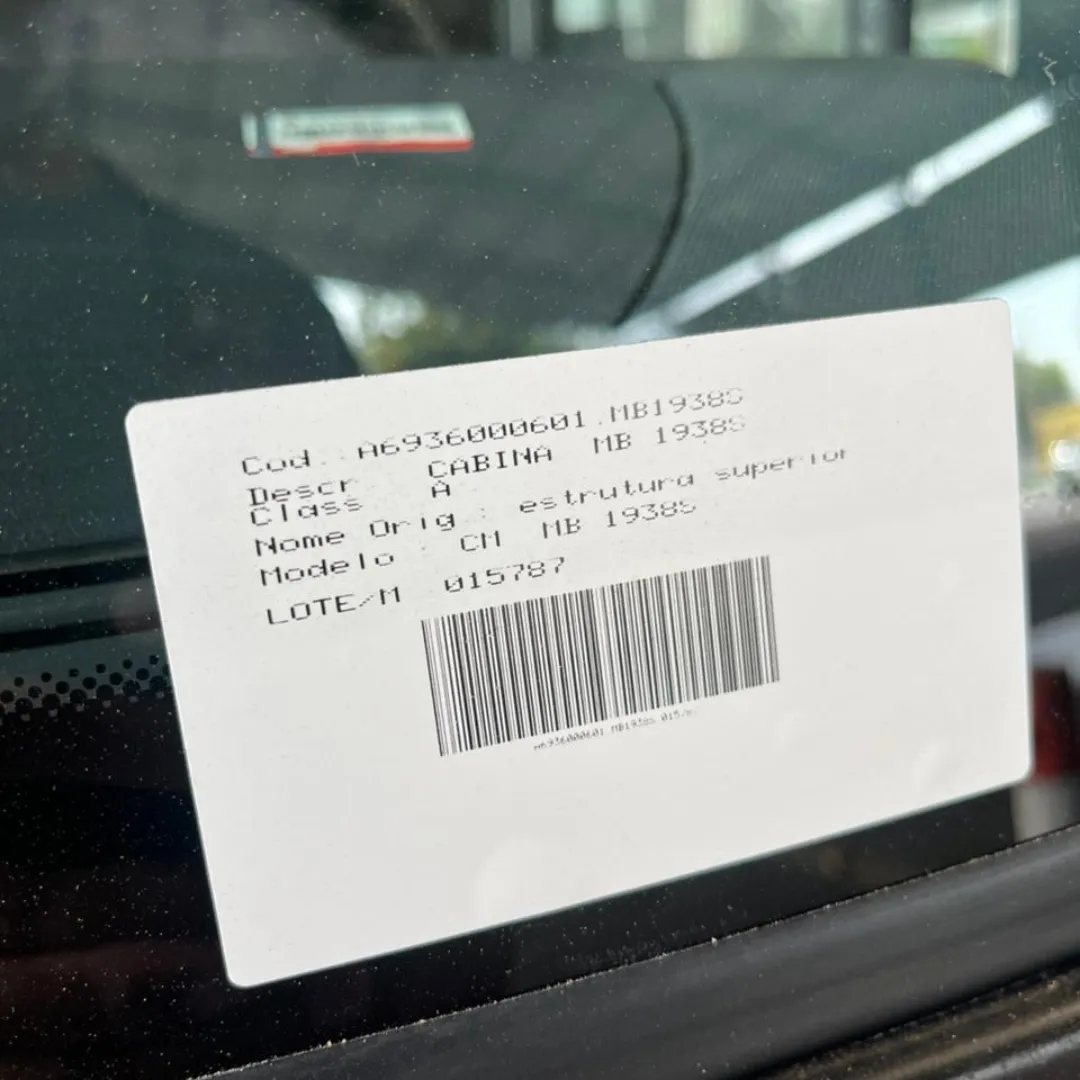 Cod. : A6936000601.MB1938S
Descr : CABINA MB 1938S
Class : A
Nome Orig. : estrutura superior
Modelo : CM MB 1938S
LOTE/M 015787